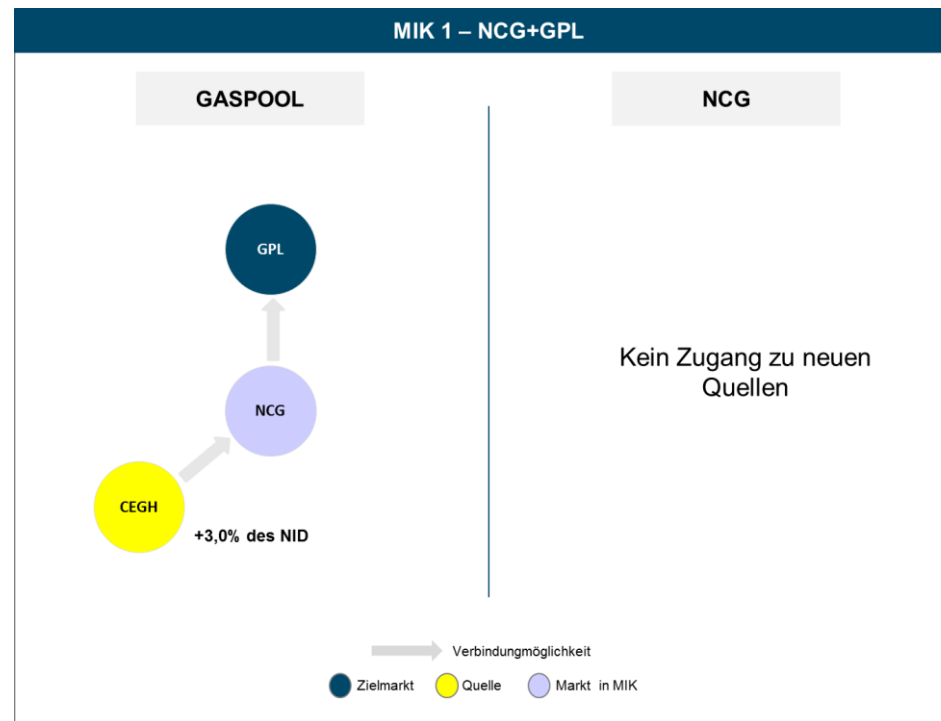 MIK 1 – NCG+GPL
GASPOOL
NCG
GPL
NCG
CEGH
+3,0% des NID
Kein Zugang zu neuen
Quellen
Verbindungmöglichkeit
Zielmarkt
Quelle
Markt in MIK